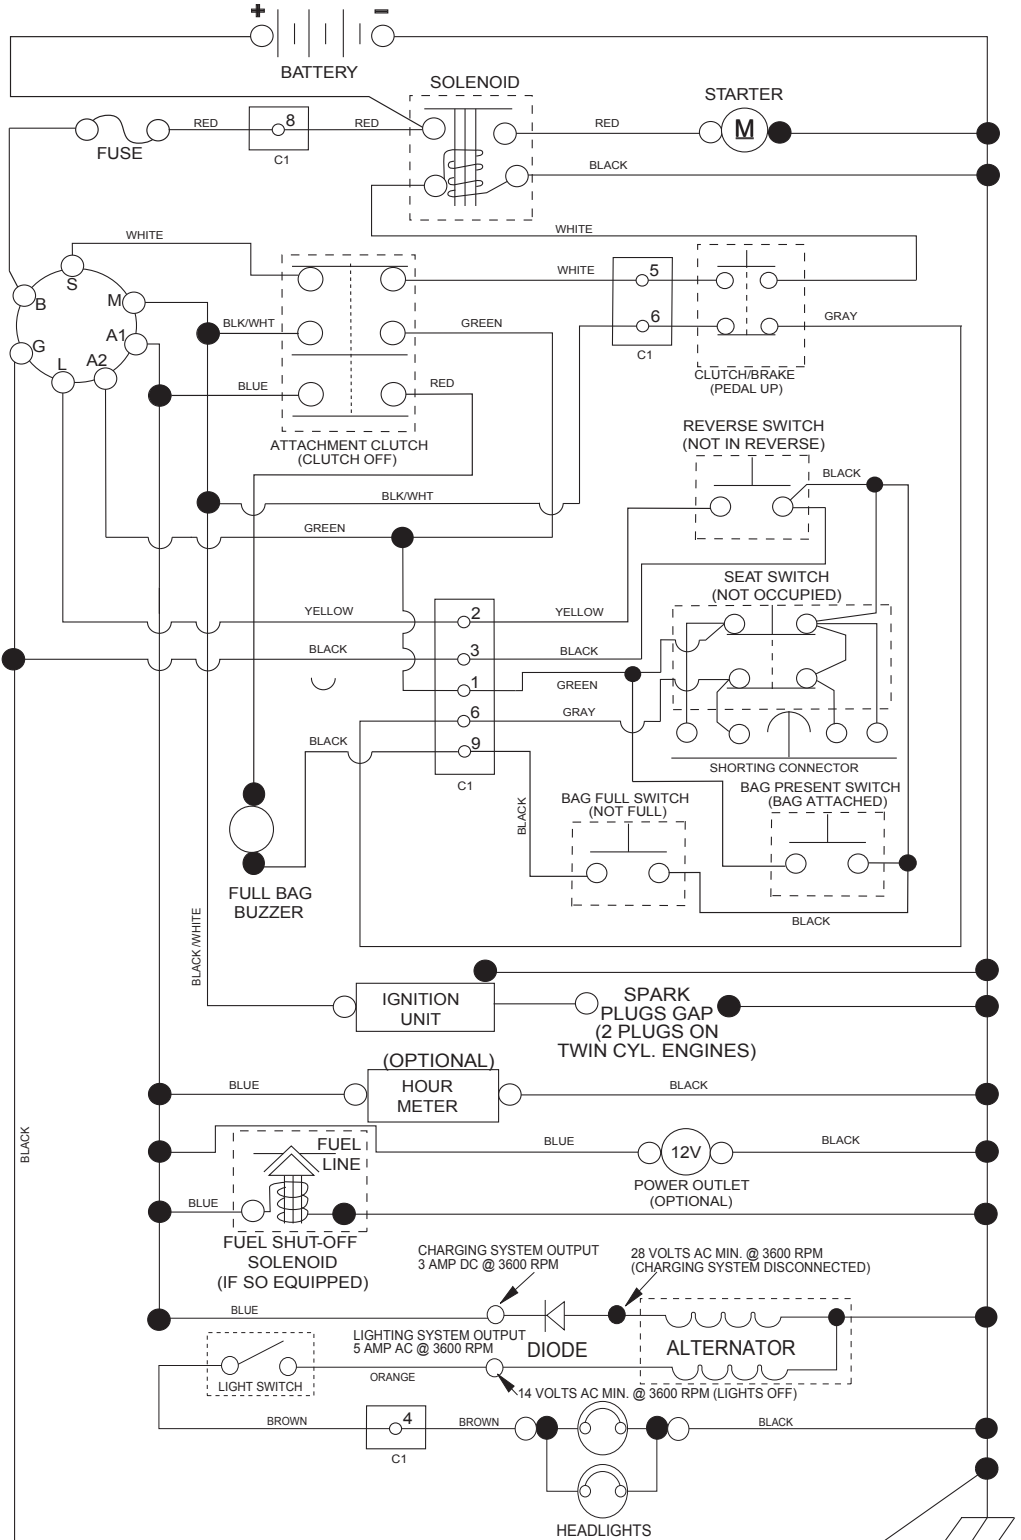 + -
BATTERY
SOLENOID
STARTER
RED
8
RED
RED
M
FUSE
C1
BLACK
WHITE
WHITE
S
B
M
WHITE
5
A1
BLK/WHT
GREEN
6
GRAY
G
L
A2
C1
BLUE
RED
CLUTCH/BRAKE
(PEDAL UP)
ATTACHMENT CLUTCH
(CLUTCH OFF)
REVERSE SWITCH
(NOT IN REVERSE)
BLACK
BLK/WHT
GREEN
SEAT SWITCH
(NOT OCCUPIED)
YELLOW
2
YELLOW
BLACK
3
BLACK
1
GREEN
6
GRAY
BLACK
9
C1
SHORTING CONNECTOR
BAG PRESENT SWITCH
(BAG ATTACHED)
BAG FULL SWITCH
(NOT FULL)
BLACK
FULL BAG
BUZZER
BLACK
BLACK /WHITE
IGNITION
UNIT
SPARK
PLUGS GAP
(2 PLUGS ON
TWIN CYL. ENGINES)
(OPTIONAL)
BLUE
HOUR
METER
BLACK
BLACK
FUEL
LINE
BLUE
12V
BLACK
POWER OUTLET
(OPTIONAL)
BLUE
FUEL SHUT-OFF
SOLENOID
(IF SO EQUIPPED)
CHARGING SYSTEM OUTPUT
3 AMP DC @ 3600 RPM
28 VOLTS AC MIN. @ 3600 RPM
(CHARGING SYSTEM DISCONNECTED)
BLUE
LIGHTING SYSTEM OUTPUT
5 AMP AC @ 3600 RPM
DIODE
ALTERNATOR
LIGHT SWITCH
ORANGE
14 VOLTS AC MIN. @ 3600 RPM (LIGHTS OFF)
BROWN
4
BROWN
BLACK
C1
HEADLIGHTS